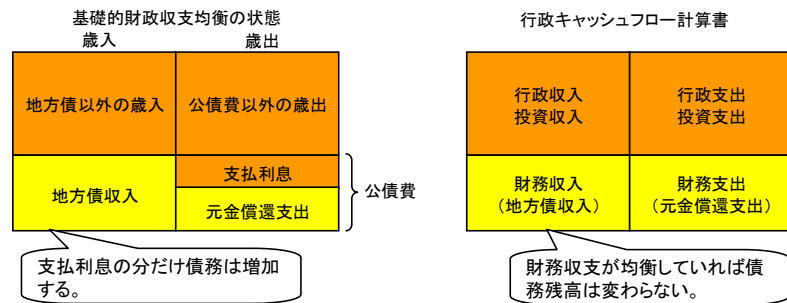 基礎的財政収支均衡の状態
歳入
歳出
地方債以外の歳入
公債費以外の歳出
地方債収入
支払利息
元金償還支出
公債費
支払利息の分だけ債務は増加
する。
行政キャッシュフロー計算書
行政収入
投資収入
行政支出
投資支出
財務収入
（地方債収入）
財務支出
（元金償還支出）
財務収支が均衡していれば債
務残高は変わらない。